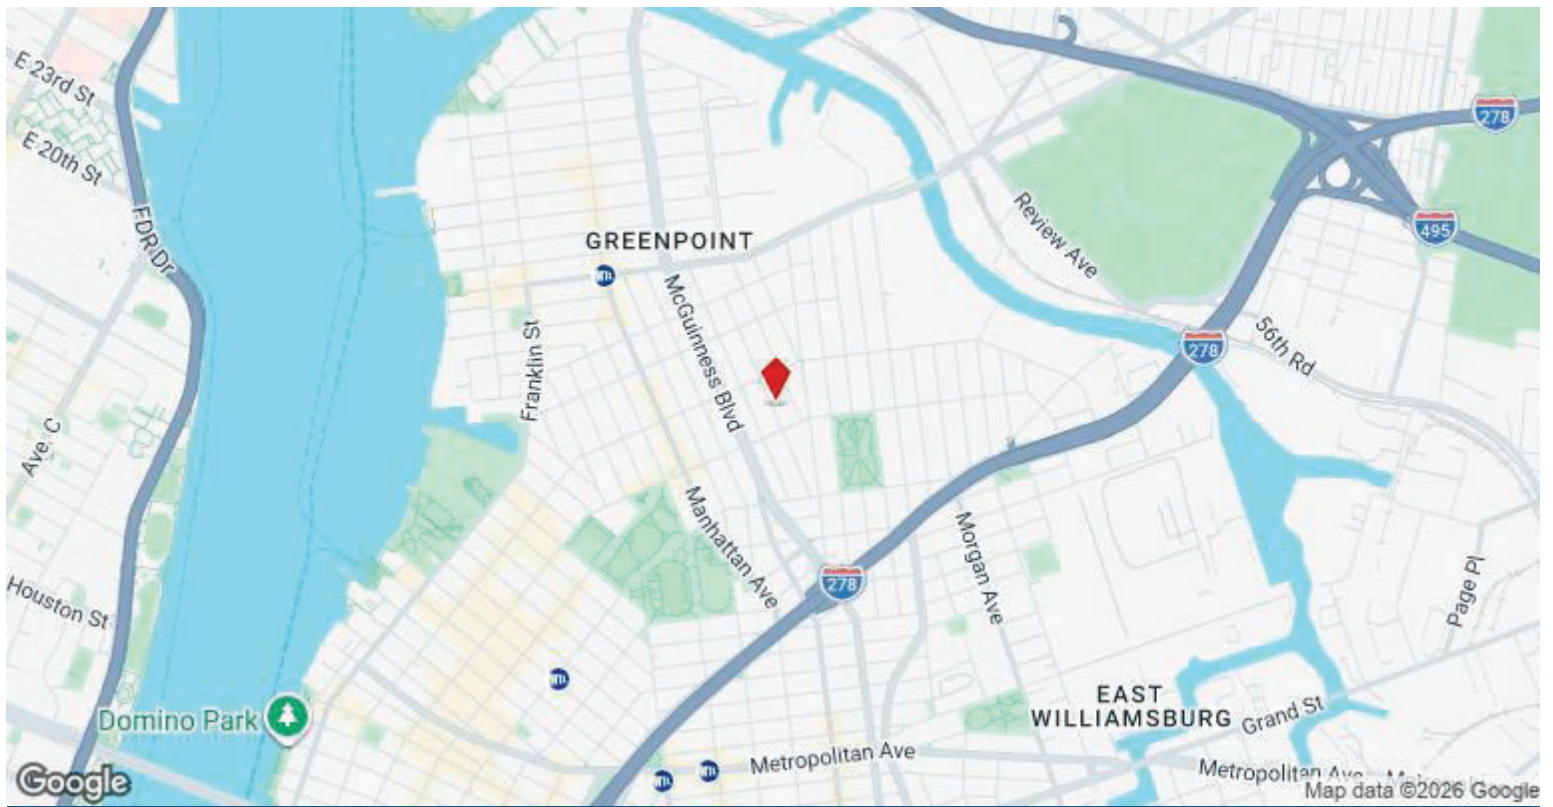 E 23rd St
E 20th St
FDR Dr
278
Review Ave
495
GREENPOINT
McGuinness Blvd
Franklin St
278
56th Rd
Ave. C
Manhattan Ave
Morgan Ave
278
Page Pl
Houston St
EAST
WILLIAMSBURG
Grand St
Domino Park
Metropolitan Ave
Metropolitan Ave
Google
Map data ©2026 Google